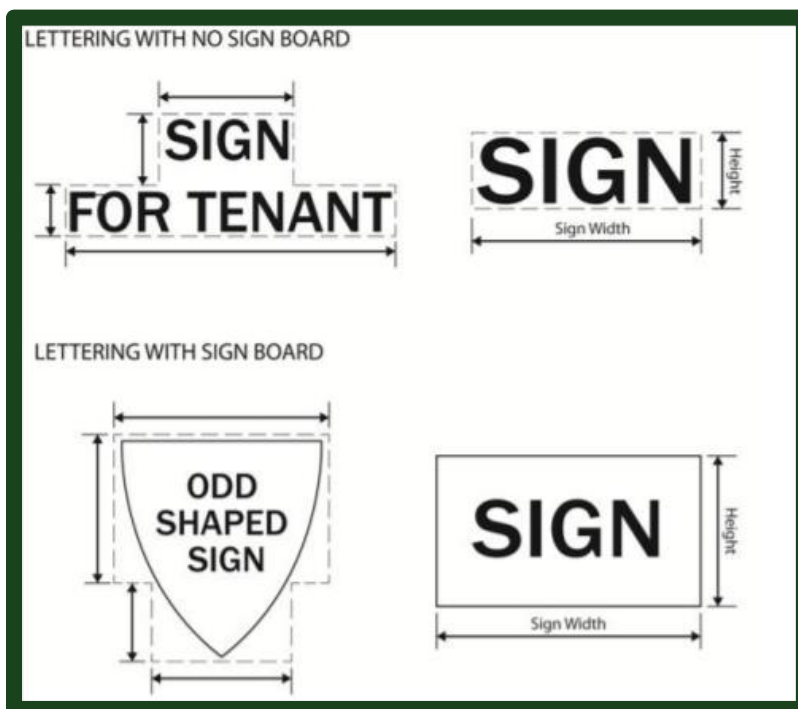 LETTERING WITH NO SIGN BOARD
SIGN
FOR TENANT
SIGN
Height
Sign Width
LETTERING WITH SIGN BOARD
ODD
SHAPED
SIGN
SIGN
Height
Sign Width